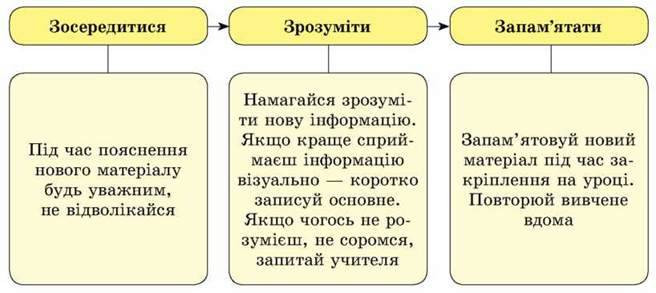 Зосередитися
Зрозуміти
Запам’ятати
Під час пояснення
нового матеріалу
будь уважним,
не відволікайся
Намагайся зрозумі-
ти нову інформацію.
Якщо краще сприй-
маєш інформацію
візуально — коротко
записуй основне.
Якщо чогось не ро-
зумієш, не соромся,
запитай учителя
Запам’ятовуй новий
матеріал під час за-
кріплення на уроці.
Повторюй вивчене
вдома